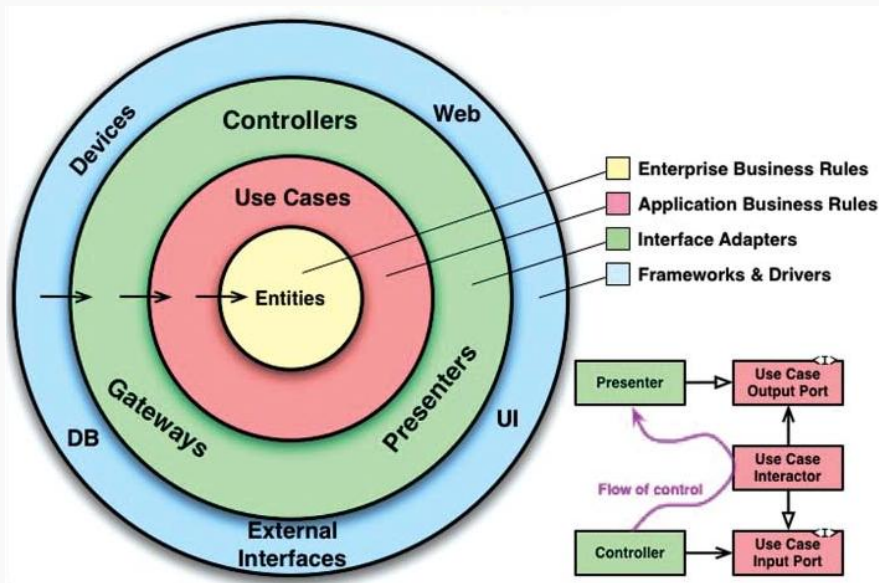 Devices
Web
Controllers
Use Cases
Entities
Gateways
Presenters
DB
UI
External
Interfaces
Enterprise Business Rules
Application Business Rules
Interface Adapters
Frameworks & Drivers
Presenter
<I>
Use Case
Output Port
Use Case
Interactor
Flow of control
Controller
<I>
Use Case
Input Port